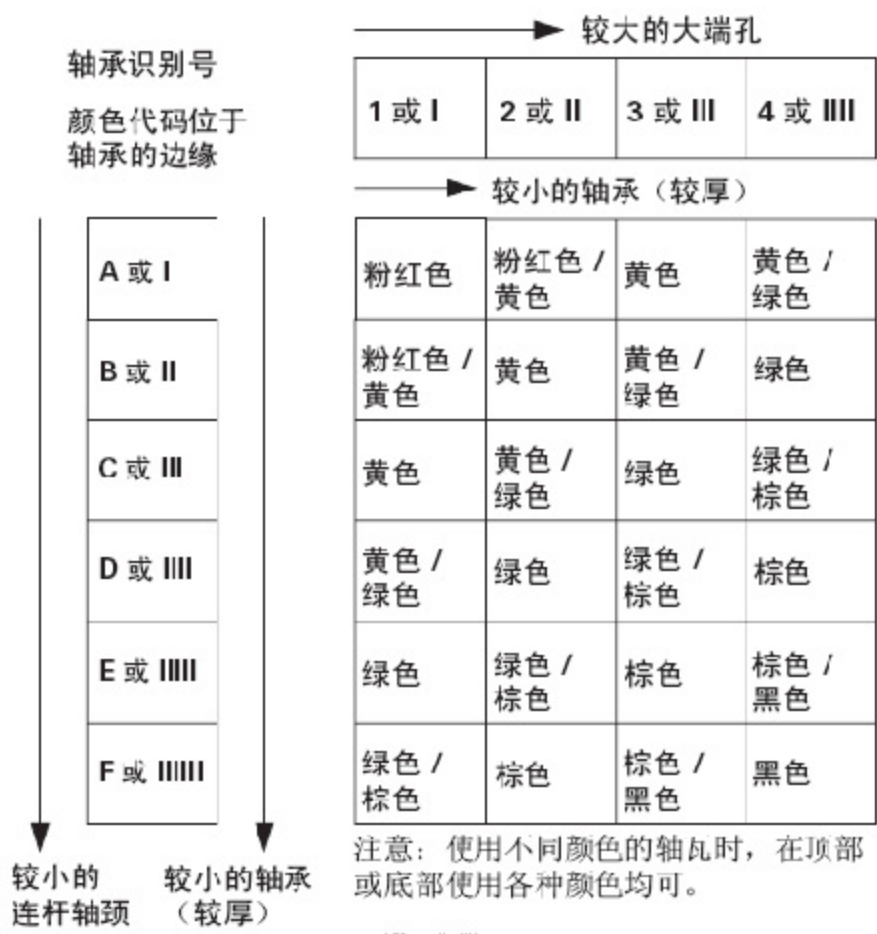 较大的大端孔
轴承识别号
颜色代码位于
轴承的边缘
1 或 I
2 或 II
3 或 III
4 或 IIII
较小的轴承（较厚）
A 或 I
粉红色
粉红色 /
黄色
黄色
黄色 /
绿色
B 或 II
粉红色 /
黄色
黄色
黄色 /
绿色
绿色
C 或 III
黄色
黄色 /
绿色
绿色
绿色 /
棕色
D 或 IIII
黄色 /
绿色
绿色
绿色 /
棕色
棕色
E 或 IIIII
绿色
绿色 /
棕色
棕色
棕色 /
黑色
F 或 IIIIII
绿色 /
棕色
棕色
棕色 /
黑色
黑色
较小的
连杆轴颈
较小的轴承
（较厚）
注意：使用不同颜色的轴瓦时，在顶部
或底部使用各种颜色均可。